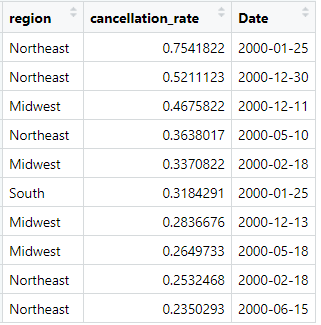 region cancellation_rate Date
Northeast 0.7541822 2000-01-25
Northeast 0.5211123 2000-12-30
Midwest 0.4675822 2000-12-11
Northeast 0.3638017 2000-05-10
Midwest 0.3370822 2000-02-18
South 0.3184291 2000-01-25
Midwest 0.2836676 2000-12-13
Midwest 0.2649733 2000-05-18
Northeast 0.2532468 2000-02-18
Northeast 0.2350293 2000-06-15